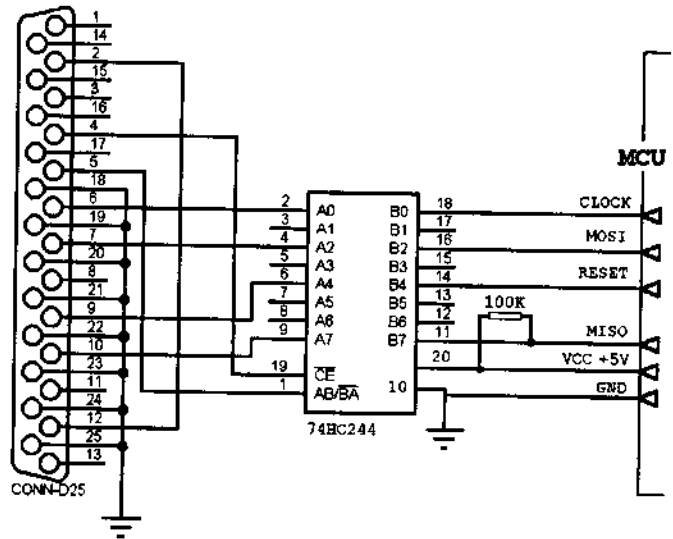 1
14
2
15
3
16
4
17
5
18
6
19
7
20
8
21
9
22
10
23
11
24
12
25
13
CONN-D25
2 A0 B0 18
3 A1 B1 17
4 A2 B2 16
5 A3 B3 15
6 A4 B4 14
7 A5 B5 13
8 A6 B6 12
9 A7 B7 11
20
19 CE
1 AB/BA 10
74HC244
MCU
CLOCK
MOSI
RESET
100K
MISO
VCC +5V
GND